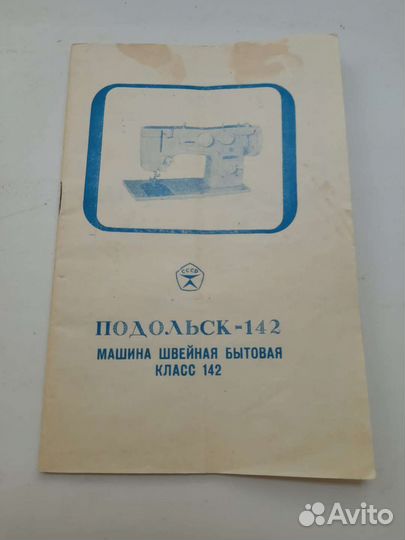 СССР
ПОДОЛЬСК-142
МАШИНА ШВЕЙНАЯ БЫТОВАЯ
КЛАСС 142
Avito